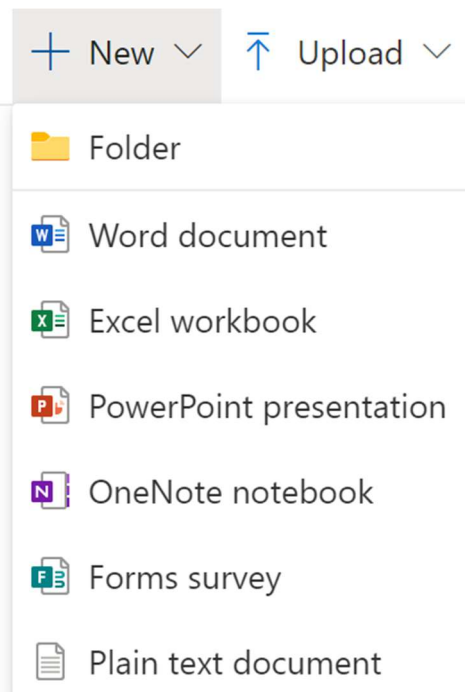 New Upload
Folder
Word document
Excel workbook
PowerPoint presentation
OneNote notebook
Forms survey
Plain text document